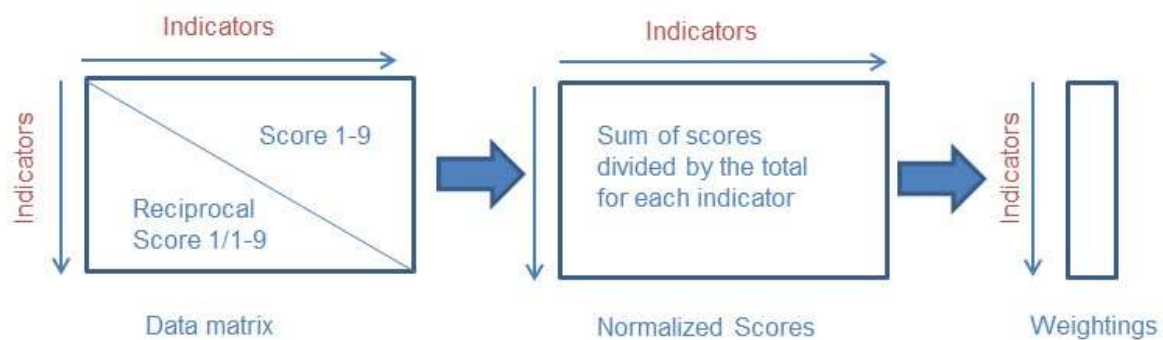 Indicators
Indicators
Indicators
Score 1-9
Reciprocal
Score 1/1-9
Data matrix
Indicators
Sum of scores
divided by the total
for each indicator
Normalized Scores
Indicators
Weightings